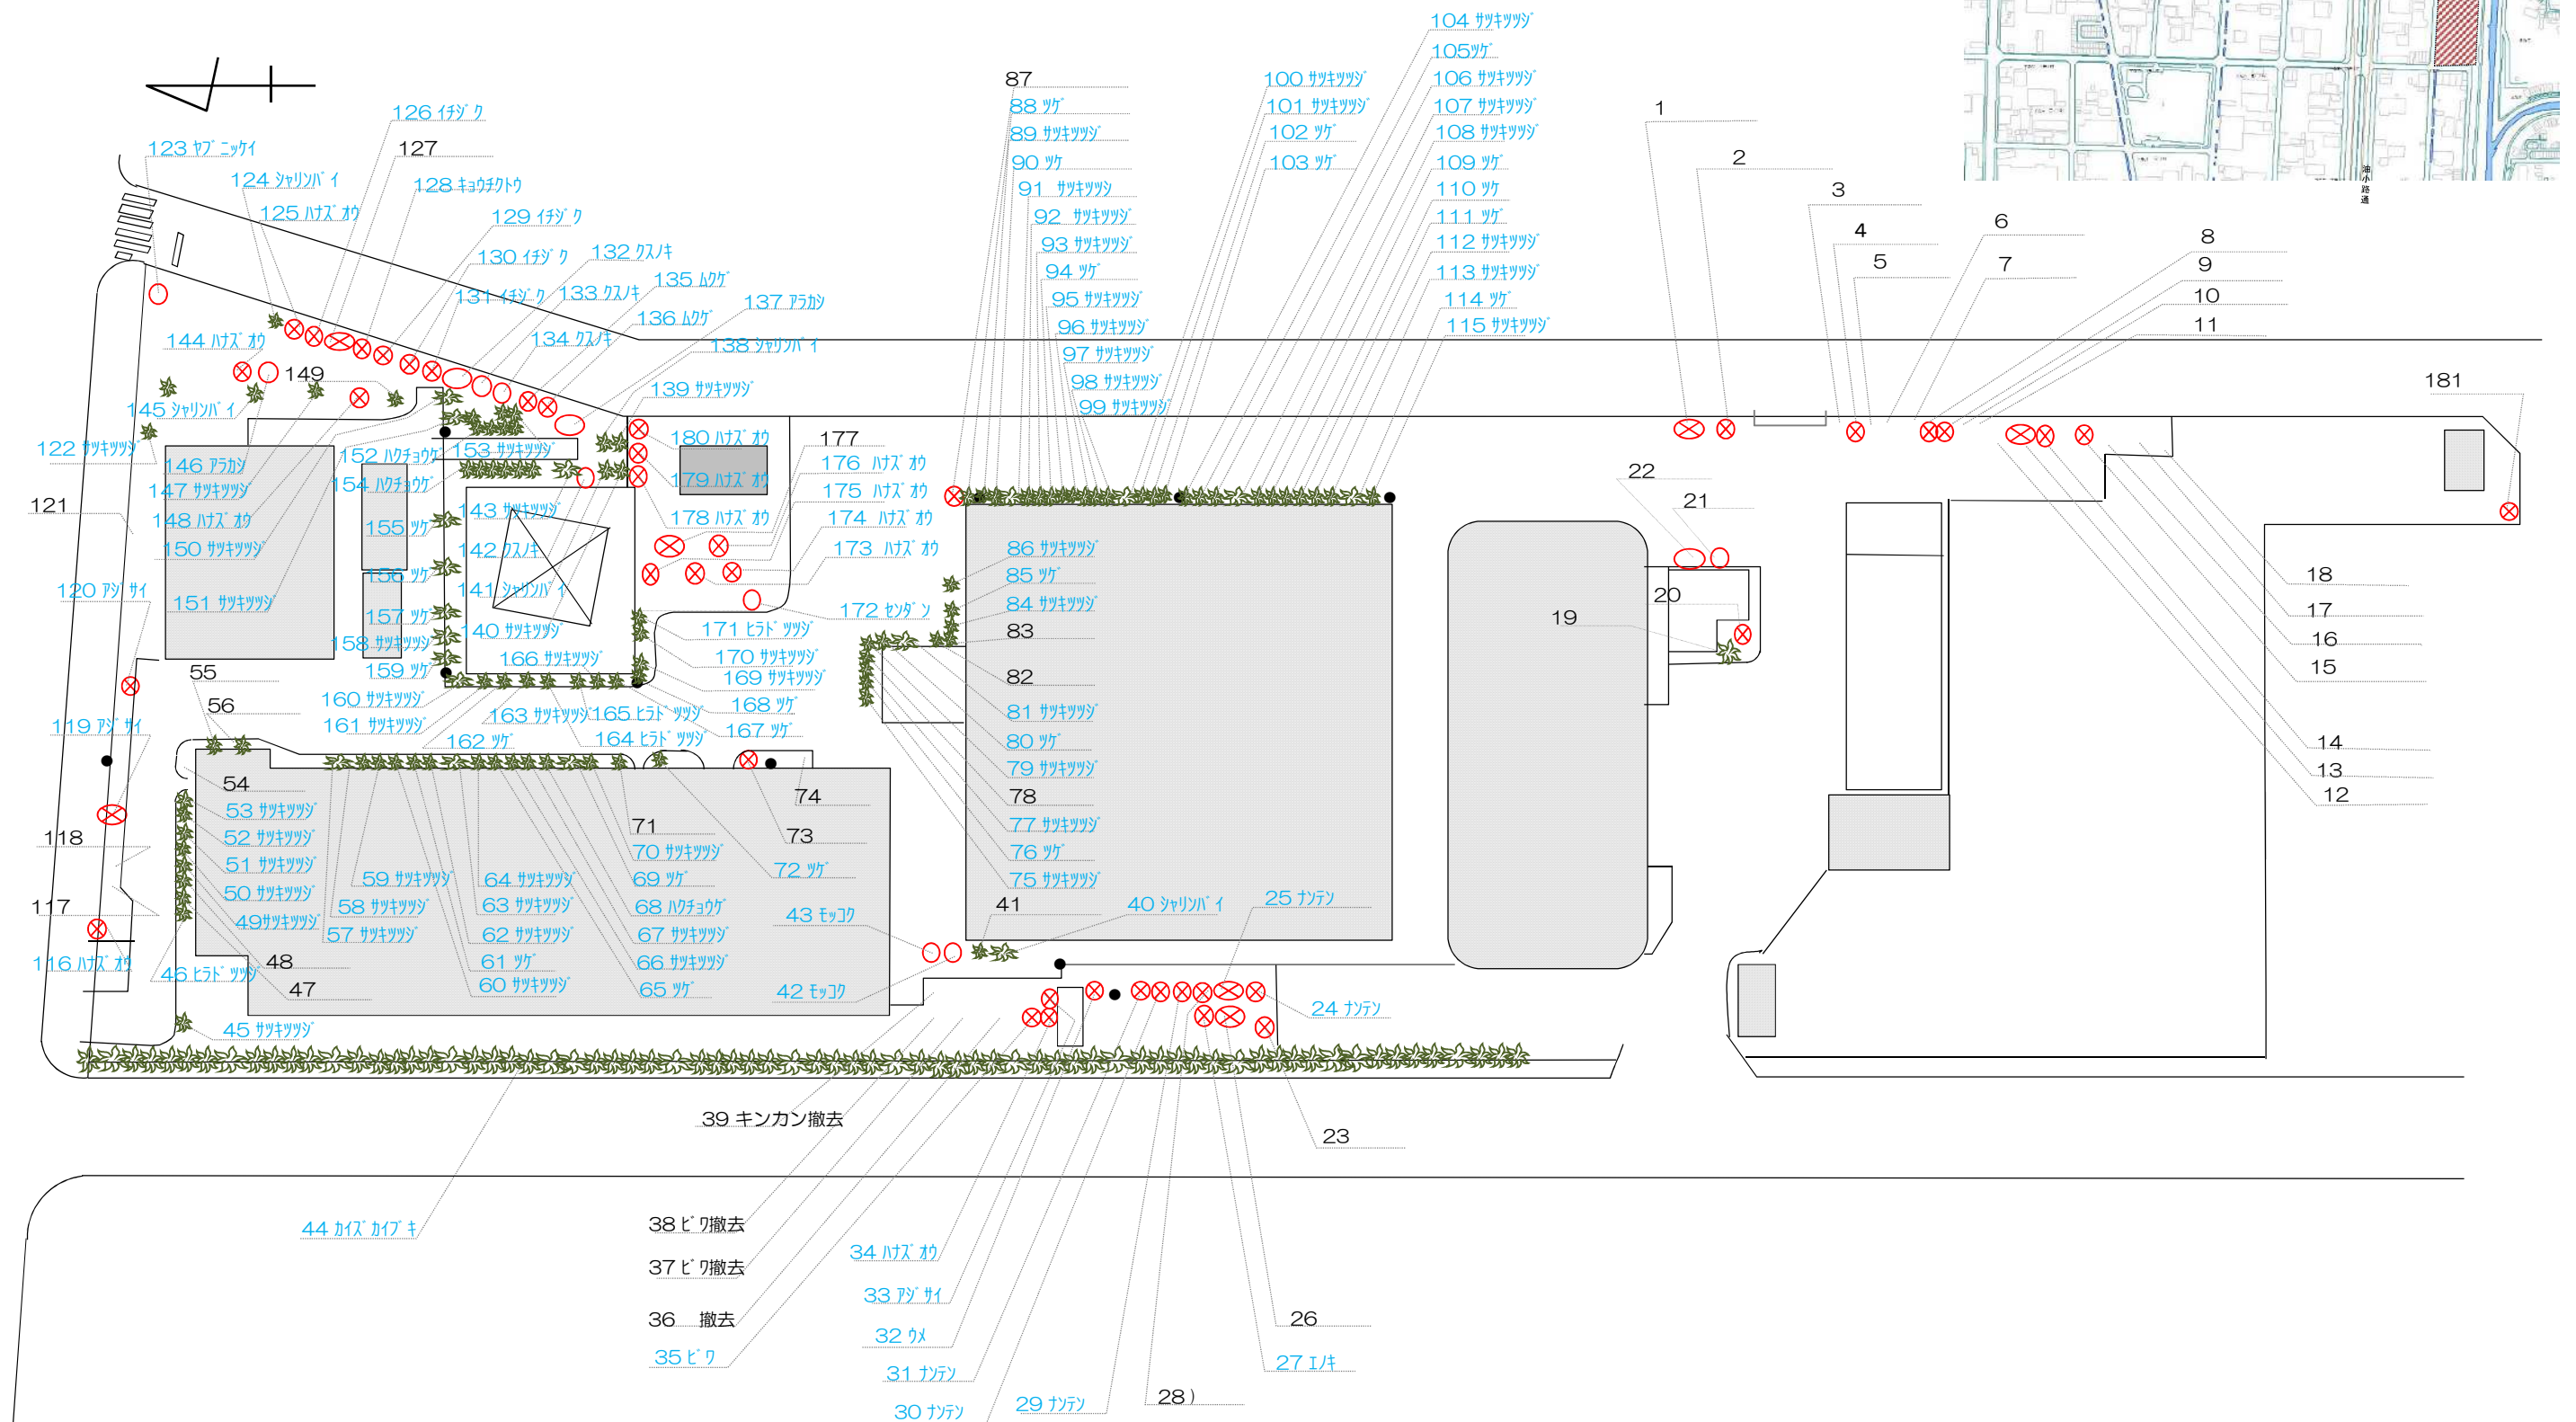 104 ｻﾂｷﾂﾂｼﾞ
105ﾂｹﾞ
106 ｻﾂｷﾂﾂｼﾞ
107 ｻﾂｷﾂﾂｼﾞ
108 ｻﾂｷﾂﾂｼﾞ
109 ﾂｹﾞ
110 ﾂｹ
111 ﾂｹﾞ
112 ｻﾂｷﾂﾂｼﾞ
113 ｻﾂｷﾂﾂｼﾞ
114 ﾂｹﾞ
115 ｻﾂｷﾂﾂｼﾞ
100 ｻﾂｷﾂﾂｼﾞ
101 ｻﾂｷﾂﾂｼﾞ
102 ﾂｹﾞ
103 ﾂｹﾞ
87
88 ﾂｹﾞ
89 ｻﾂｷﾂﾂｼﾞ
90 ﾂｹ
91 ｻﾂｷﾂﾂｼ
92 ｻﾂｷﾂﾂｼﾞ
93 ｻﾂｷﾂﾂｼﾞ
94 ﾂｹﾞ
95 ｻﾂｷﾂﾂｼﾞ
96 ｻﾂｷﾂﾂｼﾞ
97 ｻﾂｷﾂﾂｼﾞ
98 ｻﾂｷﾂﾂｼﾞ
99 ｻﾂｷﾂﾂｼﾞ
油小路通
1
2
3
4
5
6
7
8
9
10
11
181
126 ｲﾁｼﾞｸ
123 ﾔﾌﾞﾆｯｹｲ
127
124 ｼｬﾘﾝﾊﾞｲ
128 ｷｮｳﾁｸﾄｳ
125 ﾊﾅｽﾞｵｳ
129 ｲﾁｼﾞｸ
130 ｲﾁｼﾞｸ
132 ｸｽﾉｷ
131 ｲﾁｼﾞｸ
133 ｸｽﾉｷ
135 ﾑｸｹﾞ
137 ｱﾗｶｼ
136 ﾑｸｹﾞ
134 ｸｽﾉｷ
138 ｼｬﾘﾝﾊﾞｲ
144 ﾊﾅｽﾞｵｳ
149
139 ｻﾂｷﾂﾂｼﾞ
145 ｼｬﾘﾝﾊﾞｲ
122 ｻﾂｷﾂﾂｼﾞ
152 ﾊｸﾁｮｳｹﾞ
153 ｻﾂｷﾂﾂｼﾞ
180 ﾊﾅｽﾞｵｳ
177
146 ｱﾗｶｼ
176 ﾊﾅｽﾞｵｳ
147 ｻﾂｷﾂﾂｼﾞ
154 ﾊｸﾁｮｳｹﾞ
179 ﾊﾅｽﾞｵｳ
175 ﾊﾅｽﾞｵｳ
121
148 ﾊﾅｽﾞｵｳ
155 ﾂｹﾞ
143 ｻﾂｷﾂﾂｼﾞ
178 ﾊﾅｽﾞｵｳ
174 ﾊﾅｽﾞｵｳ
150 ｻﾂｷﾂﾂｼﾞ
142 ｸｽﾉｷ
173 ﾊﾅｽﾞｵｳ
156 ﾂｹﾞ
120 ｱｼﾞｻｲ
151 ｻﾂｷﾂﾂｼﾞ
141 ｼｬﾘﾝﾊﾞｲ
172 ｾﾝﾀﾞﾝ
157 ﾂｹﾞ
140 ｻﾂｷﾂﾂｼﾞ
171 ﾋﾗﾄﾞﾂﾂｼﾞ
158 ｻﾂｷﾂﾂｼﾞ
166 ｻﾂｷﾂﾂｼﾞ
170 ｻﾂｷﾂﾂｼﾞ
159 ﾂｹﾞ
169 ｻﾂｷﾂﾂｼﾞ
160 ｻﾂｷﾂﾂｼﾞ
168 ﾂｹﾞ
161 ｻﾂｷﾂﾂｼﾞ
163 ｻﾂｷﾂﾂｼﾞ
165 ﾋﾗﾄﾞﾂﾂｼﾞ
167 ﾂｹﾞ
162 ﾂｹﾞ
164 ﾋﾗﾄﾞﾂﾂｼﾞ
86 ｻﾂｷﾂﾂｼﾞ
85 ﾂｹﾞ
84 ｻﾂｷﾂﾂｼﾞ
83
82
81 ｻﾂｷﾂﾂｼﾞ
80 ﾂｹﾞ
79 ｻﾂｷﾂﾂｼﾞ
78
77 ｻﾂｷﾂﾂｼﾞ
76 ﾂｹﾞ
75 ｻﾂｷﾂﾂｼﾞ
22
21
20
19
18
17
16
15
14
13
12
55
56
119 ｱｼﾞｻｲ
54
53 ｻﾂｷﾂﾂｼﾞ
52 ｻﾂｷﾂﾂｼﾞ
51 ｻﾂｷﾂﾂｼﾞ
50 ｻﾂｷﾂﾂｼﾞ
49ｻﾂｷﾂﾂｼﾞ
118
117
116 ﾊﾅｽﾞｵｳ
46 ﾋﾗﾄﾞﾂﾂｼﾞ
48
47
45 ｻﾂｷﾂﾂｼﾞ
59 ｻﾂｷﾂﾂｼﾞ
58 ｻﾂｷﾂﾂｼﾞ
57 ｻﾂｷﾂﾂｼﾞ
64 ｻﾂｷﾂﾂｼﾞ
63 ｻﾂｷﾂﾂｼﾞ
62 ｻﾂｷﾂﾂｼﾞ
61 ﾂｹﾞ
60 ｻﾂｷﾂﾂｼﾞ
71
70 ｻﾂｷﾂﾂｼﾞ
69 ﾂｹﾞ
68 ﾊｸﾁｮｳｹﾞ
67 ｻﾂｷﾂﾂｼﾞ
66 ｻﾂｷﾂﾂｼﾞ
65 ﾂｹﾞ
74
73
72 ﾂｹﾞ
43 ﾓｯｺｸ
42 ﾓｯｺｸ
41
40 ｼｬﾘﾝﾊﾞｲ
25 ﾅﾝﾃﾝ
24 ﾅﾝﾃﾝ
39 キンカン撤去
23
44 ｶｲｽﾞｶｲﾌﾞｷ
38 ﾋﾞﾜ撤去
37 ﾋﾞﾜ撤去
36 撤去
35 ﾋﾞﾜ
34 ﾊﾅｽﾞｵｳ
33 ｱｼﾞｻｲ
32 ｳﾒ
31 ﾅﾝﾃﾝ
30 ﾅﾝﾃﾝ
29 ﾅﾝﾃﾝ
28）
27 ｴﾉｷ
26